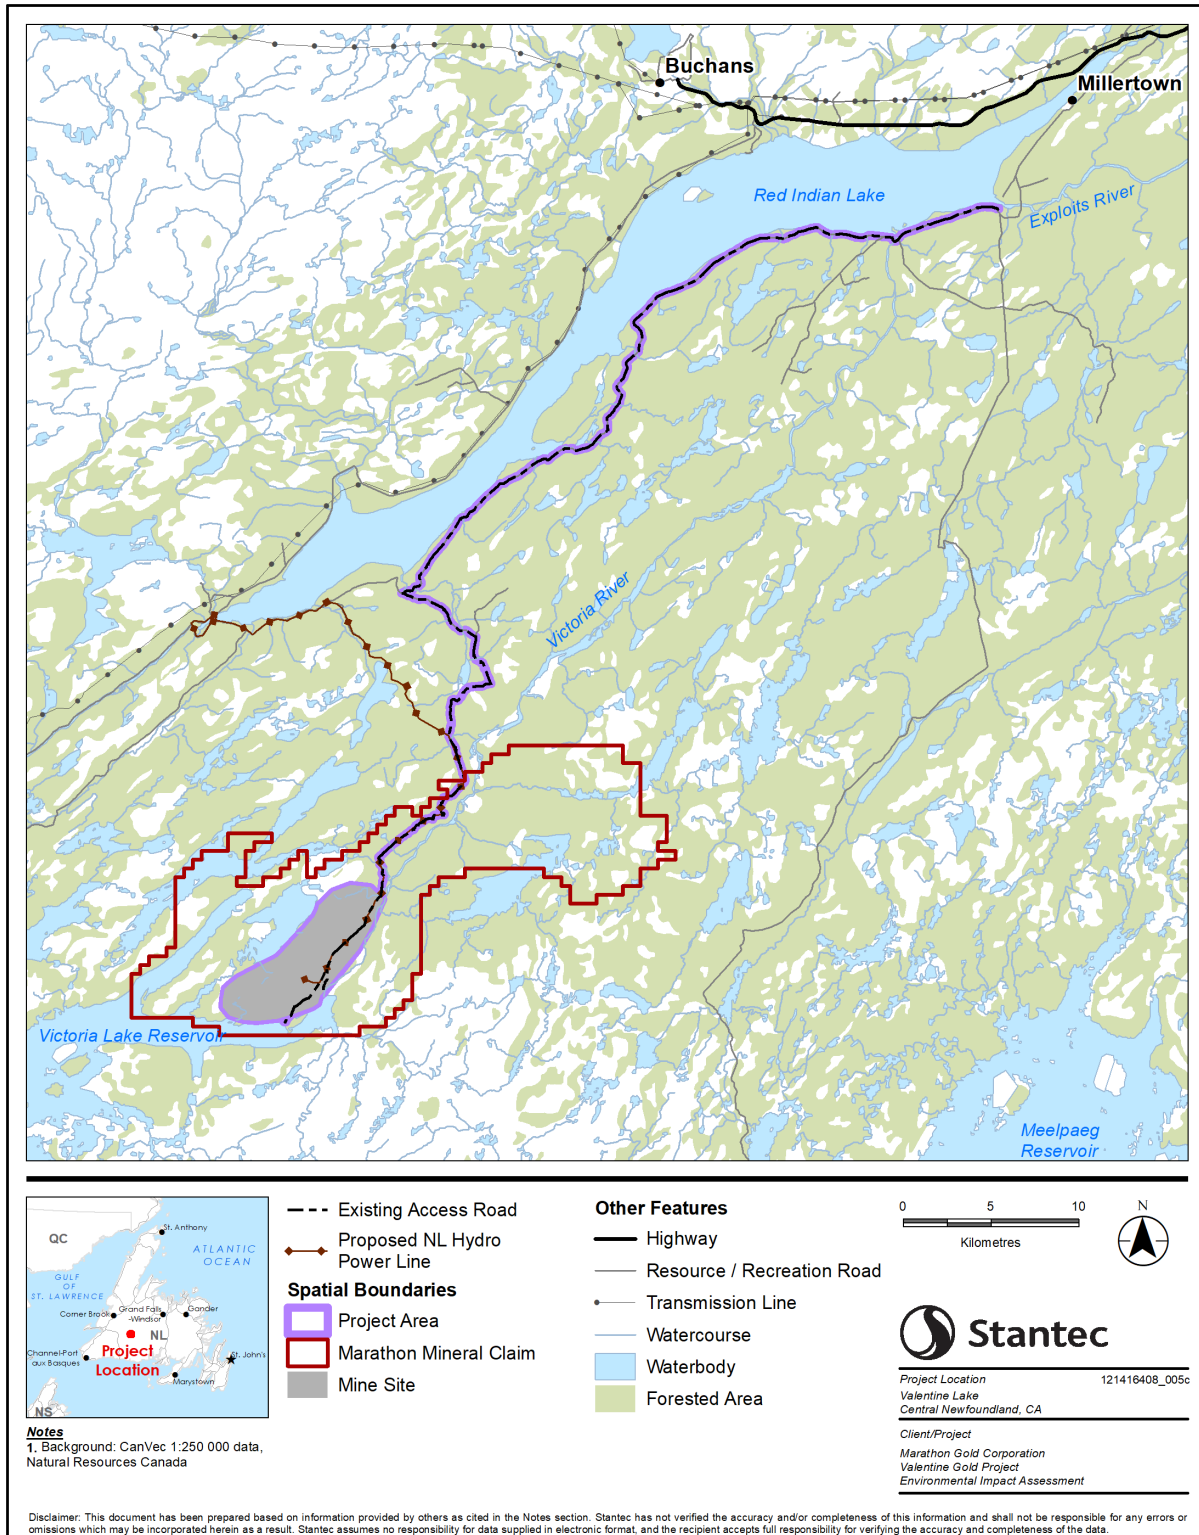 Buchans
Millertown
Red Indian Lake
Exploits River
Victoria River
Victoria Lake Reservoir
Meelpaeg
Reservoir
QC
St. Anthony
ATLANTIC
OCEAN
GULF
OF
ST. LAWRENCE
Corner Brook
Grand Falls
-Windsor
Gander
NL
Project
Location
Channel-Port
aux Basques
St. John's
Marystown
NS
Notes
1. Background: CanVec 1:250 000 data,
Natural Resources Canada
Existing Access Road
Proposed NL Hydro
Power Line
Spatial Boundaries
Project Area
Marathon Mineral Claim
Mine Site
Other Features
Highway
Resource / Recreation Road
Transmission Line
Watercourse
Waterbody
Forested Area
0 5 10
Kilometres
N
Stantec
Project Location 121416408_005c
Valentine Lake
Central Newfoundland, CA
Client/Project
Marathon Gold Corporation
Valentine Gold Project
Environmental Impact Assessment
Disclaimer: This document has been prepared based on information provided by others as cited in the Notes section. Stantec has not verified the accuracy and/or completeness of this information and shall not be responsible for any errors or
omissions which may be incorporated herein as a result. Stantec assumes no responsibility for data supplied in electronic format, and the recipient accepts full responsibility for verifying the accuracy and completeness of the data.